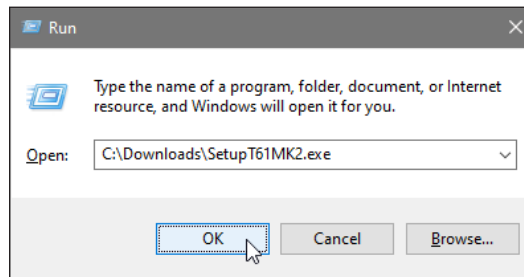 Run
Type the name of a program, folder, document, or Internet
resource, and Windows will open it for you.
Open: C:\Downloads\SetupT61MK2.exe
OK Cancel Browse...